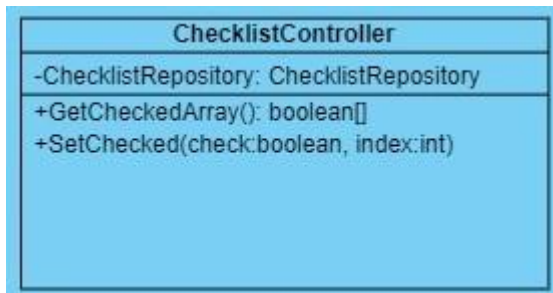 ChecklistController
-ChecklistRepository: ChecklistRepository
+GetCheckedArray(): boolean[]
+SetChecked(check:boolean, index:int)